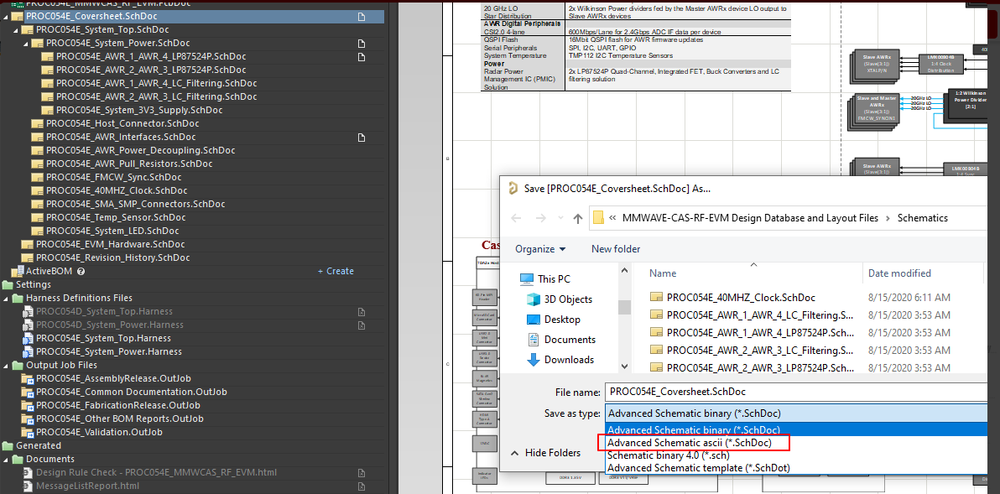 PROC054E_MMWCAS_RF_EVM.PcbDoc
PROC054E_Coversheet.SchDoc
PROC054E_System_Top.SchDoc
PROC054E_System_Power.SchDoc
PROC054E_AWR_1_AWR_4_LP87524P.SchDoc
PROC054E_AWR_2_AWR_3_LP87524P.SchDoc
PROC054E_AWR_1_AWR_4_LC_Filtering.SchDoc
PROC054E_AWR_2_AWR_3_LC_Filtering.SchDoc
PROC054E_System_3V3_Supply.SchDoc
PROC054E_Host_Connector.SchDoc
PROC054E_AWR_Interfaces.SchDoc
PROC054E_AWR_Power_Decoupling.SchDoc
PROC054E_AWR_Pull_Resistors.SchDoc
PROC054E_FMCW_Sync.SchDoc
PROC054E_40MHZ_Clock.SchDoc
PROC054E_SMA_SMP_Connectors.SchDoc
PROC054E_Temp_Sensor.SchDoc
PROC054E_System_LED.SchDoc
PROC054E_EVM_Hardware.SchDoc
PROC054E_Revision_History.SchDoc
ActiveBOM ? + Create
Settings
Harness Definitions Files
PROC054D_System_Top.Harness
PROC054D_System_Power.Harness
PROC054E_System_Top.Harness
PROC054E_System_Power.Harness
Output Job Files
PROC054E_AssemblyRelease.OutJob
PROC054E_Common Documentation.OutJob
PROC054E_FabricationRelease.OutJob
PROC054E_Other BOM Reports.OutJob
PROC054E_Validation.OutJob
Generated
Documents
Design Rule Check - PROC054E_MMWCAS_RF_EVM.html
MessageListReport.html
20 GHz LO
Star Distribution
2x Wilkinson Power dividers fed by the Master AWRx device LO output to
Slave AWRx devices
AWR Digital Peripherals
CSI2.0 4-lane 600Mbps/Lane for 2.4Gbps ADC IF data per device
QSPI Flash 16Mbit QSPI flash for AWR firmware updates
Serial Peripherals SPI, I2C, UART, GPIO
System Temperature TMP112 I2C Temperature Sensors
Power
Radar Power
Management IC (PMIC)
Solution
2x LP87524P Quad-Channel, Integrated FET, Buck Converters and LC
filtering solution
Slave AWRx
(Slave(3:1))
XTALP/N
LMK00804B
1:4 Clock
Distribution
Slave and Master
AWRx
(Slave(3:1))
FMCW_SYNCIN1
20GHz LO
20GHz LO
20GHz LO
1:2 Wilkinson
Power Divider
[2:1]
Slave AWRx
(Slave(3:1))
LMK00804B
Cas
Save [PROC054E_Coversheet.SchDoc] As...
« MMWAVE-CAS-RF-EVM Design Database and Layout Files > Schematics
Organize New folder
This PC
3D Objects
Desktop
Documents
Downloads
Name Date modified
PROC054E_40MHZ_Clock.SchDoc 8/15/2020 6:11 AM
PROC054E_AWR_1_AWR_4_LC_Filtering.S... 8/15/2020 3:53 AM
PROC054E_AWR_1_AWR_4_LP87524P.Sch... 8/15/2020 3:53 AM
PROC054E_AWR_2_AWR_3_LC_Filtering.S... 8/15/2020 3:53 AM
PROC054E_AWR_2_AWR_3_LP87524P.Sch... 8/15/2020 3:53 AM
File name: PROC054E_Coversheet.SchDoc
Save as type: Advanced Schematic binary (*.SchDoc)
Advanced Schematic binary (*.SchDoc)
Advanced Schematic ascii (*.SchDoc)
Schematic binary 4.0 (*.sch)
Advanced Schematic template (*.SchDot)
Hide Folders